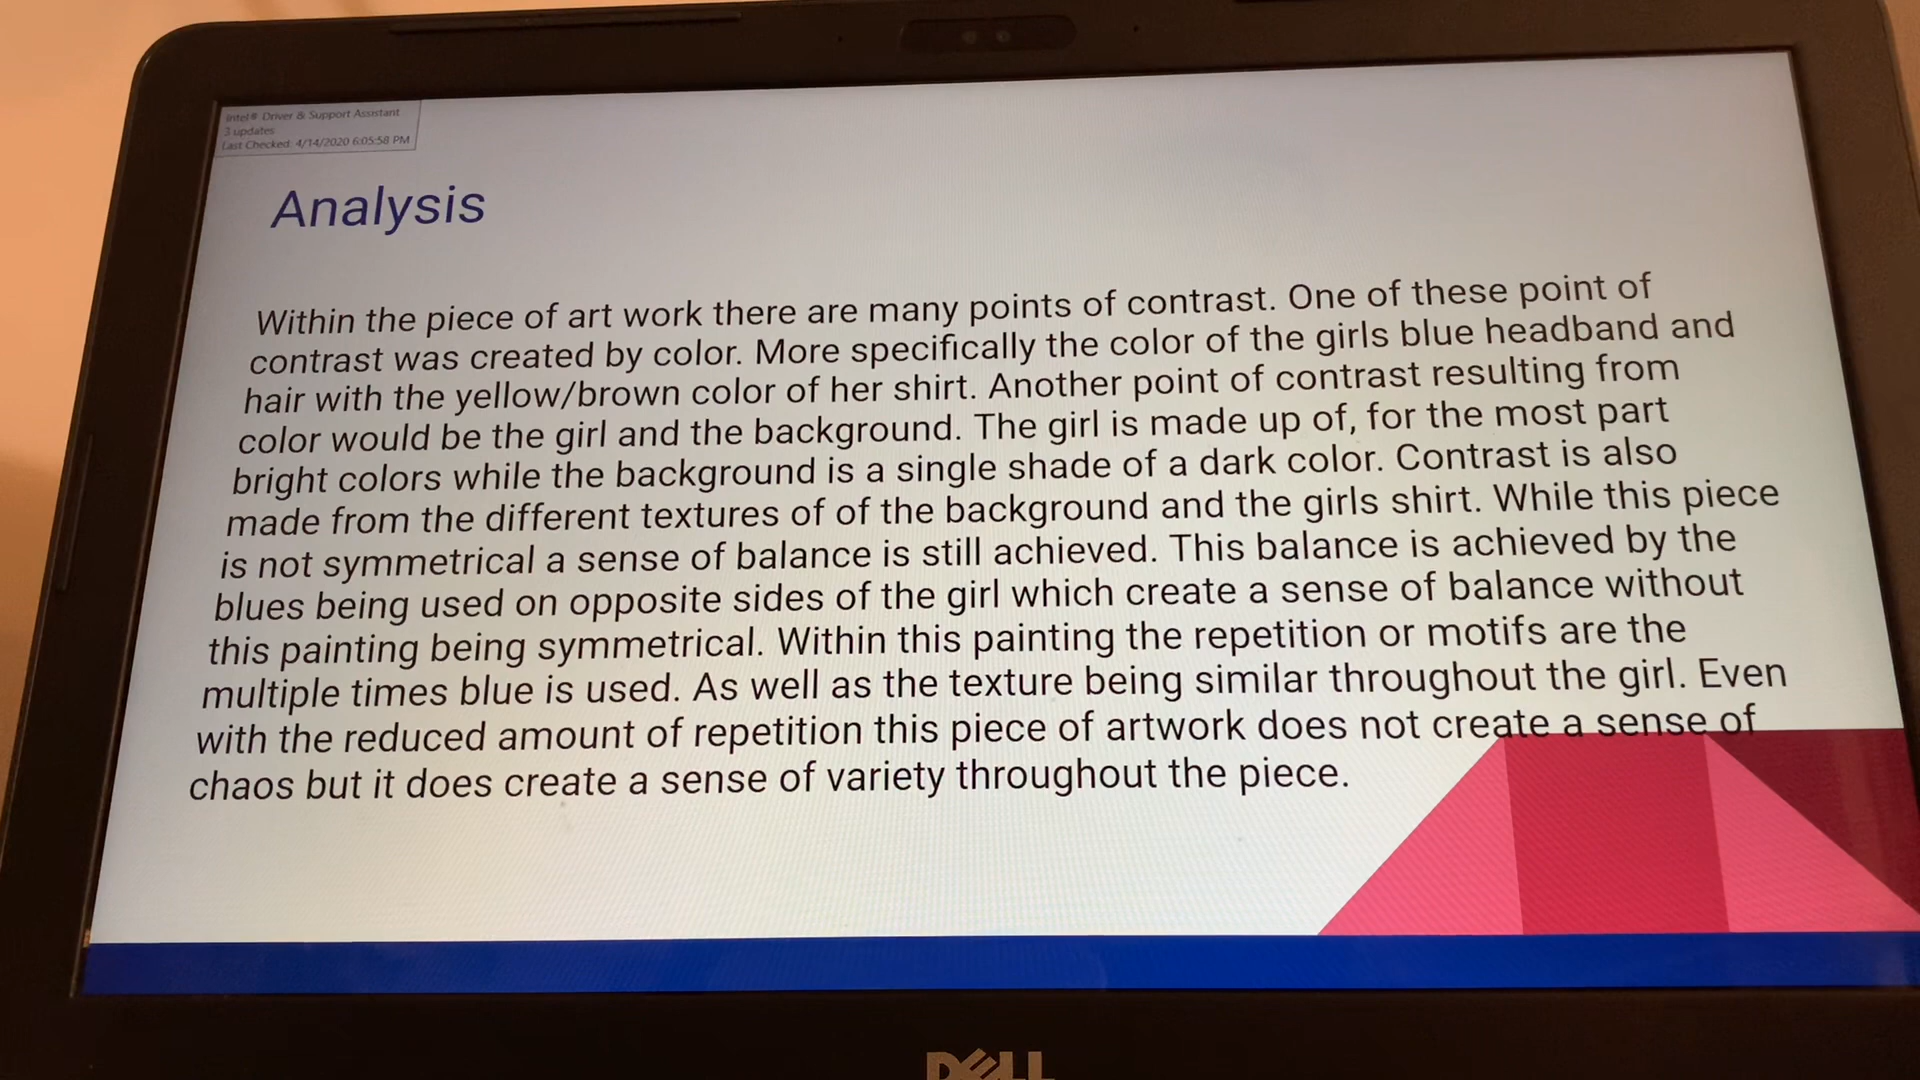 Intel® Driver & Support Assistant
3 updates
Last Checked: 4/14/2020 6:05:58 PM
Analysis
Within the piece of art work there are many points of contrast. One of these point of
contrast was created by color. More specifically the color of the girls blue headband and
hair with the yellow/brown color of her shirt. Another point of contrast resulting from
color would be the girl and the background. The girl is made up of, for the most part
bright colors while the background is a single shade of a dark color. Contrast is also
made from the different textures of of the background and the girls shirt. While this piece
is not symmetrical a sense of balance is still achieved. This balance is achieved by the
blues being used on opposite sides of the girl which create a sense of balance without
this painting being symmetrical. Within this painting the repetition or motifs are the
multiple times blue is used. As well as the texture being similar throughout the girl. Even
with the reduced amount of repetition this piece of artwork does not create a sense of
chaos but it does create a sense of variety throughout the piece.
DELL